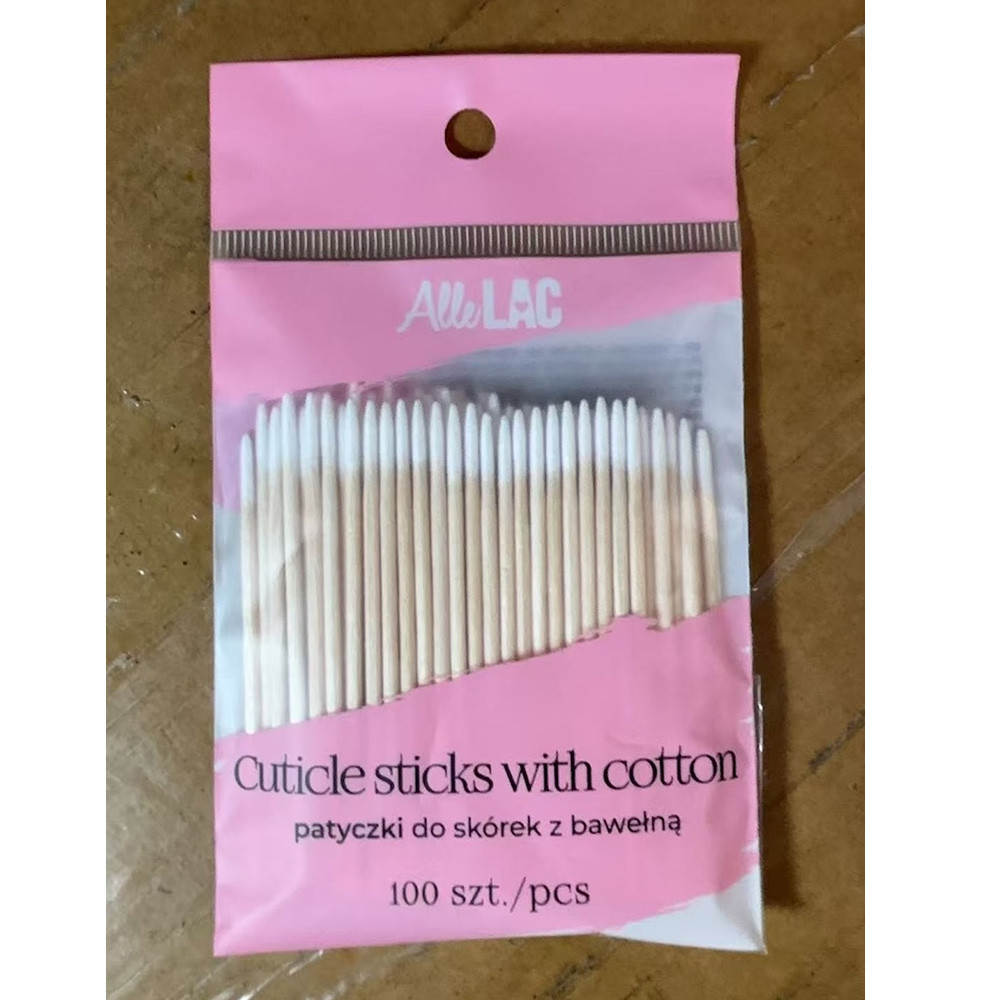 AlleLAC
Cuticle sticks with cotton
patyczki do skórek z bawełną
100 szt./pcs